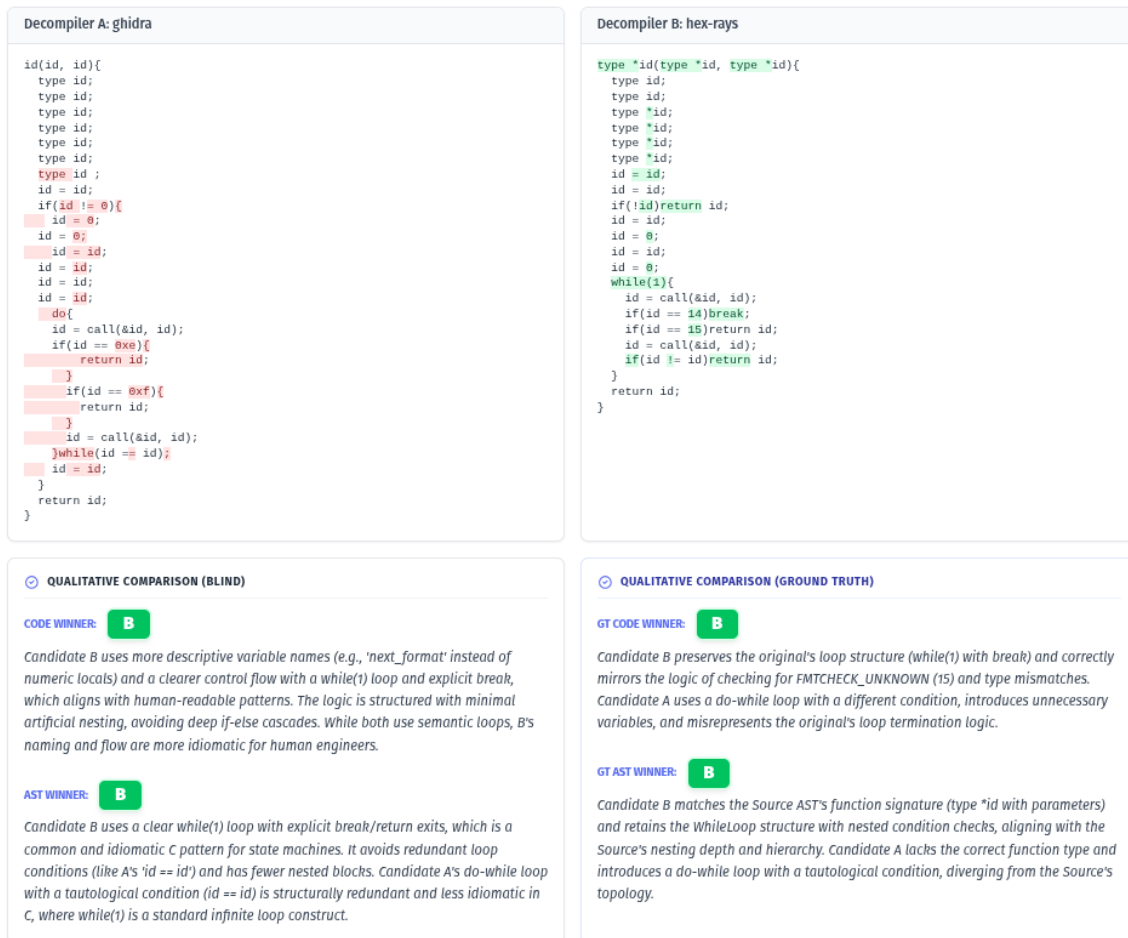 Decompiler A: ghidra
id(id, id){
type id;
type id;
type id;
type id;
type id;
type id;
type id ;
id = id;
if(id != 0){
id = 0;
id = 0;
id = id;
id = id;
id = id;
id = id;
do{
id = call(&id, id);
if(id == 0xe){
return id;
}
if(id == 0xf){
return id;
}
id = call(&id, id);
}while(id == id);
id = id;
}
return id;
}
Decompiler B: hex-rays
type *id(type *id, type *id){
type id;
type id;
type *id;
type *id;
type *id;
type *id;
id = id;
id = id;
if(!id)return id;
id = id;
id = 0;
id = id;
id = 0;
while(1){
id = call(&id, id);
if(id == 14)break;
if(id == 15)return id;
id = call(&id, id);
if(id != id)return id;
}
return id;
}
QUALITATIVE COMPARISON (BLIND)
CODE WINNER: B
Candidate B uses more descriptive variable names (e.g., 'next_format' instead of
numeric locals) and a clearer control flow with a while(1) loop and explicit break,
which aligns with human-readable patterns. The logic is structured with minimal
artificial nesting, avoiding deep if-else cascades. While both use semantic loops, B's
naming and flow are more idiomatic for human engineers.
AST WINNER: B
Candidate B uses a clear while(1) loop with explicit break/return exits, which is a
common and idiomatic C pattern for state machines. It avoids redundant loop
conditions (like A's 'id == id') and has fewer nested blocks. Candidate A's do-while loop
with a tautological condition (id == id) is structurally redundant and less idiomatic in
C, where while(1) is a standard infinite loop construct.
QUALITATIVE COMPARISON (GROUND TRUTH)
GT CODE WINNER: B
Candidate B preserves the original's loop structure (while(1) with break) and correctly
mirrors the logic of checking for FMTCHECK_UNKNOWN (15) and type mismatches.
Candidate A uses a do-while loop with a different condition, introduces unnecessary
variables, and misrepresents the original's loop termination logic.
GT AST WINNER: B
Candidate B matches the Source AST's function signature (type *id with parameters)
and retains the WhileLoop structure with nested condition checks, aligning with the
Source's nesting depth and hierarchy. Candidate A lacks the correct function type and
introduces a do-while loop with a tautological condition, diverging from the Source's
topology.